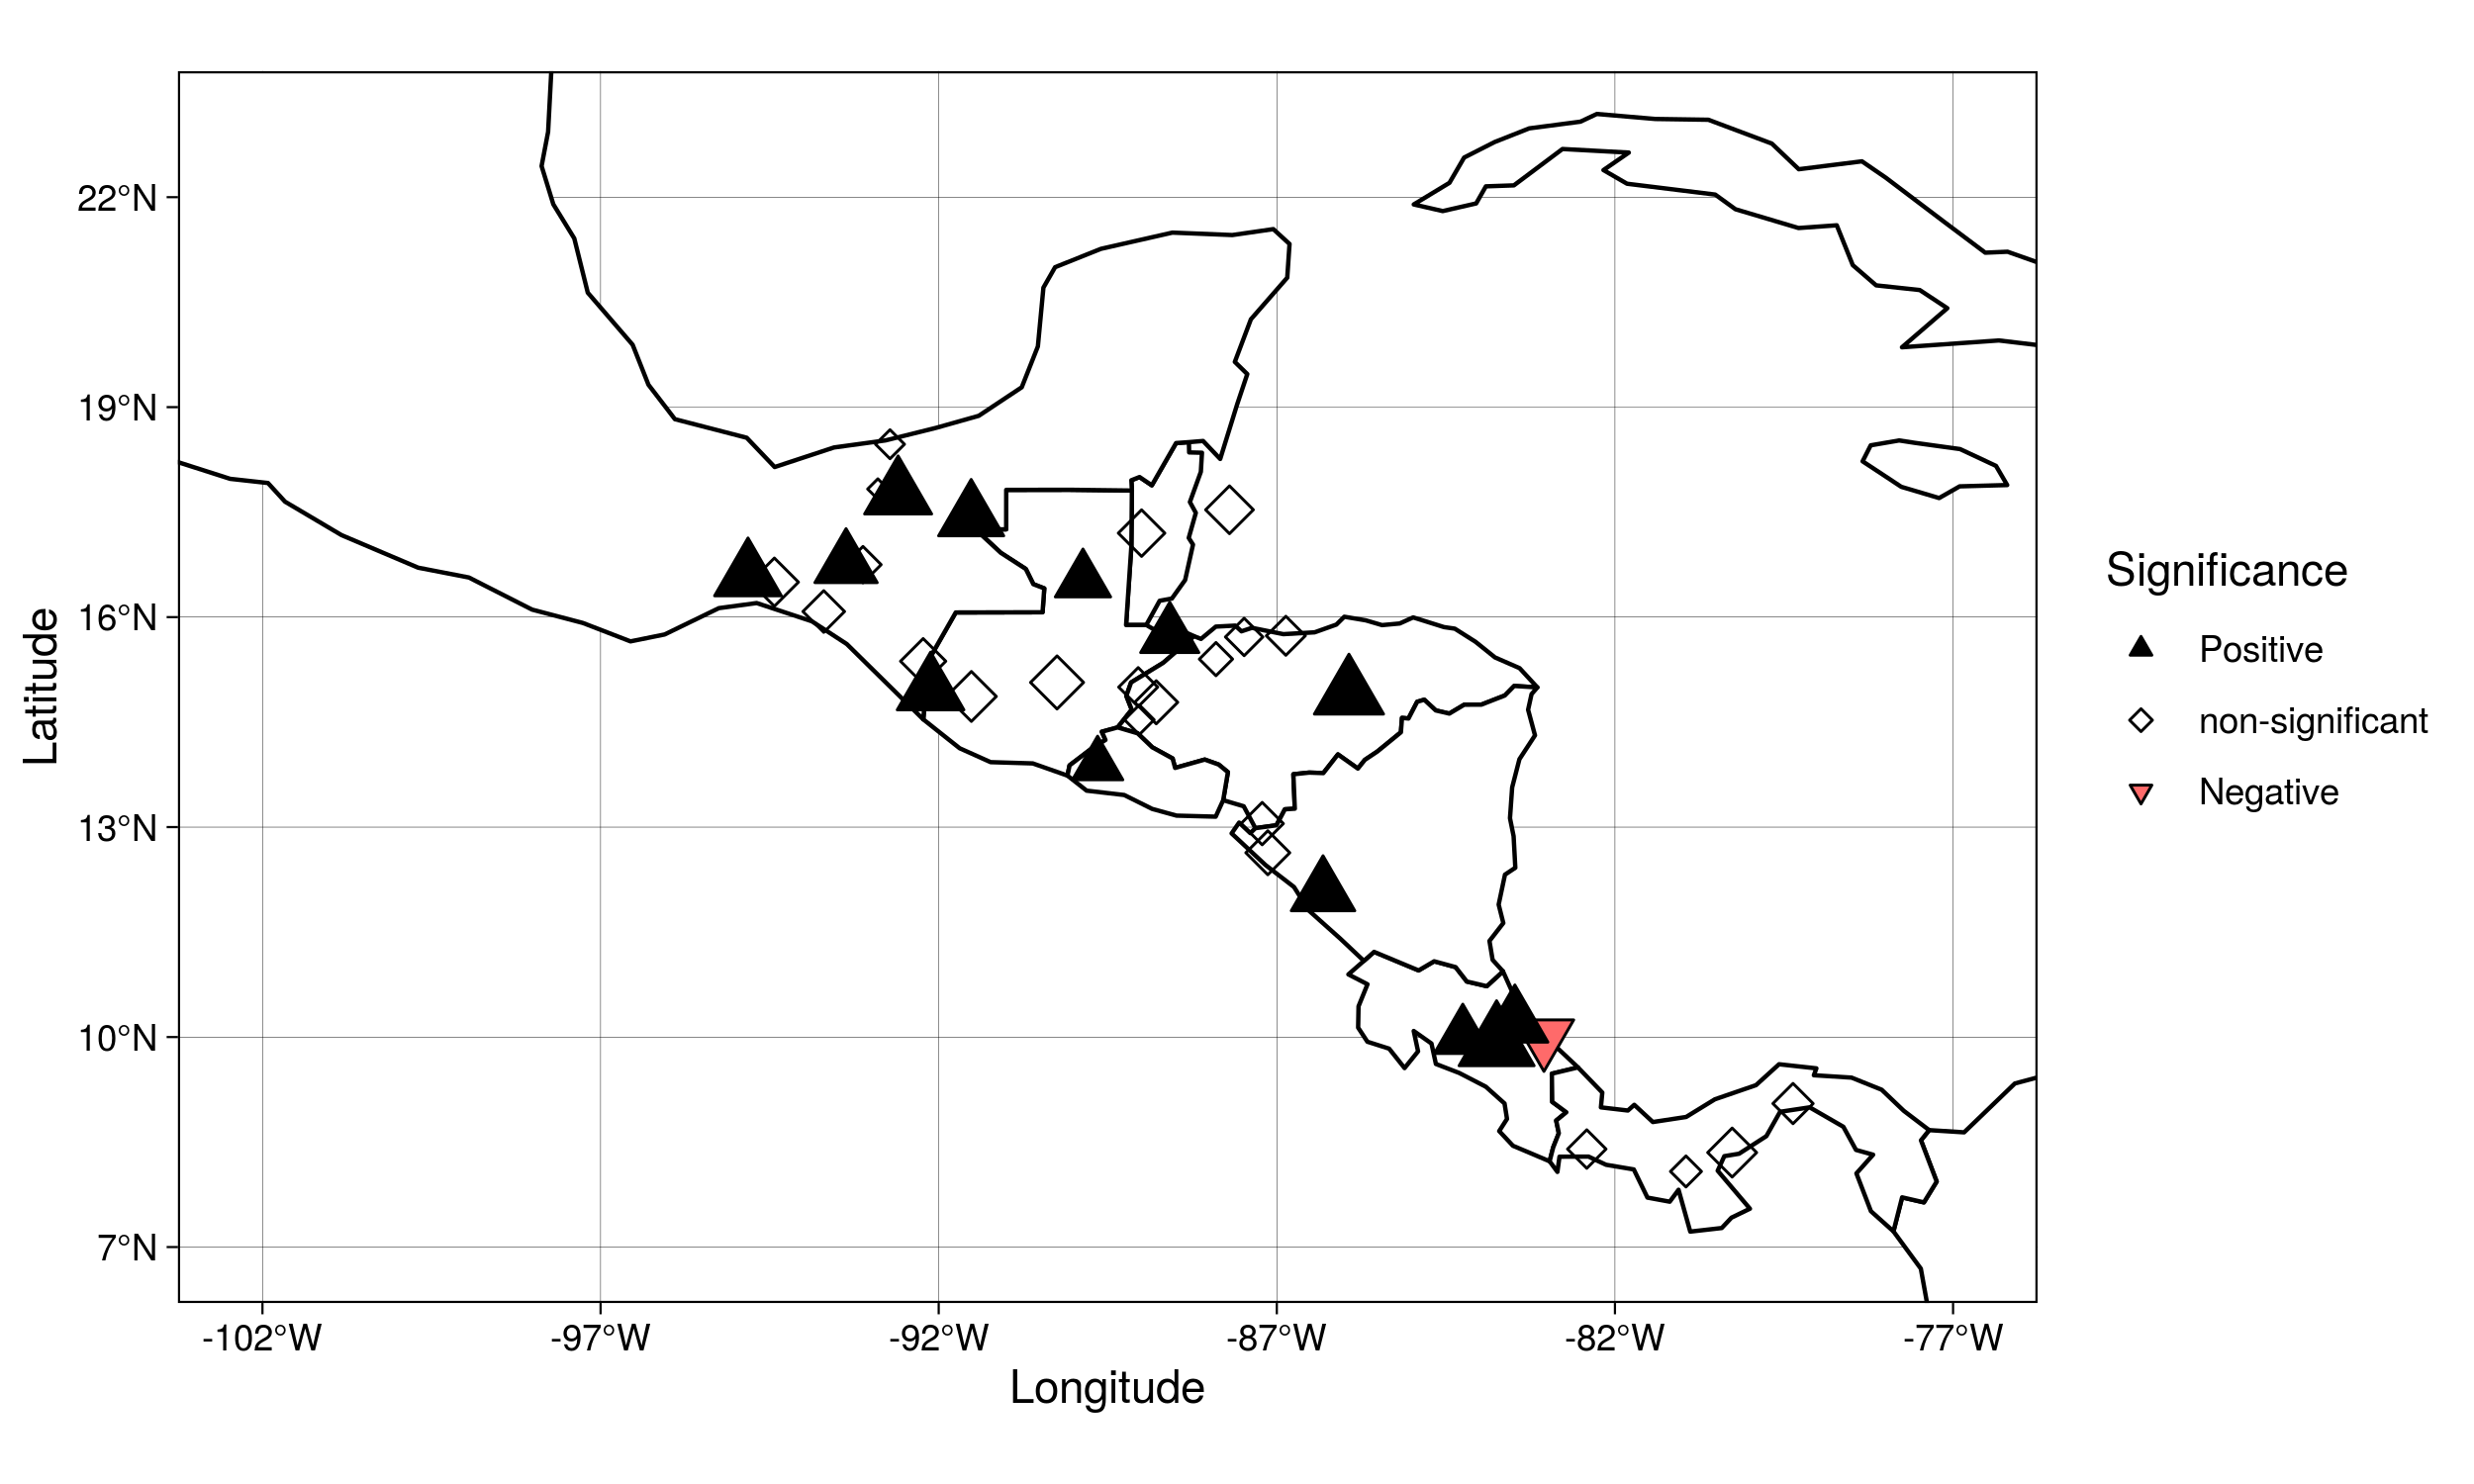 22°N
19°N
16°N
13°N
10°N
7°N
-102°W
-97°W
-92°W
-87°W
-82°W
-77°W
Longitude
Latitude
Significance
Positive
non-significant
Negative